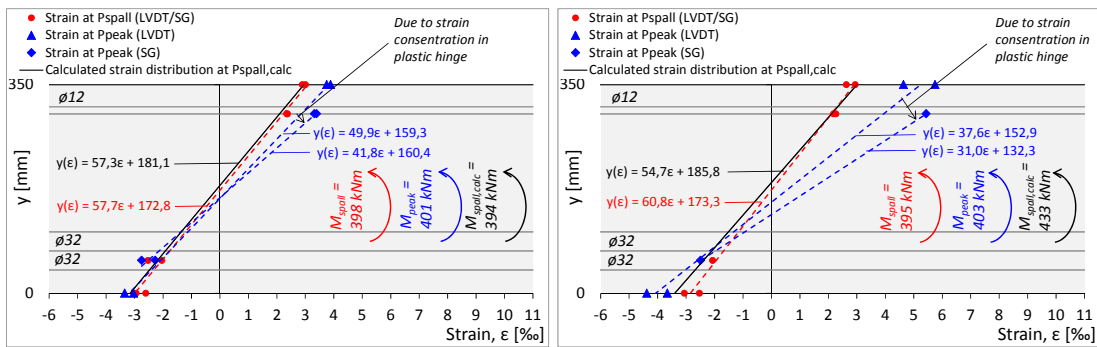 Strain at Pspall (LVDT/SG)
Strain at Ppeak (LVDT)
Strain at Ppeak (SG)
Calculated strain distribution at Pspall,calc
Due to strain
concentration in
plastic hinge
350
ø12
y(ε) = 49,9ε + 159,3
y(ε) = 57,3ε + 181,1
y(ε) = 41,8ε + 160,4
y(ε) = 57,7ε + 172,8
Mspall =
398 kNm
Mpeak =
401 kNm
Mspall,calc =
394 kNm
y [mm]
ø32
ø32
0
-6 -5 -4 -3 -2 -1 0 1 2 3 4 5 6 7 8 9 10 11
Strain, ε [‰]
Strain at Pspall (LVDT/SG)
Strain at Ppeak (LVDT)
Strain at Ppeak (SG)
Calculated strain distribution at Pspall,calc
Due to strain
concentration in
plastic hinge
350
ø12
y(ε) = 37,6ε + 152,9
y(ε) = 31,0ε + 132,3
y(ε) = 54,7ε + 185,8
y(ε) = 60,8ε + 173,3
Mspall =
395 kNm
Mpeak =
403 kNm
Mspall,calc =
433 kNm
y [mm]
ø32
ø32
0
-6 -5 -4 -3 -2 -1 0 1 2 3 4 5 6 7 8 9 10 11
Strain, ε [‰]